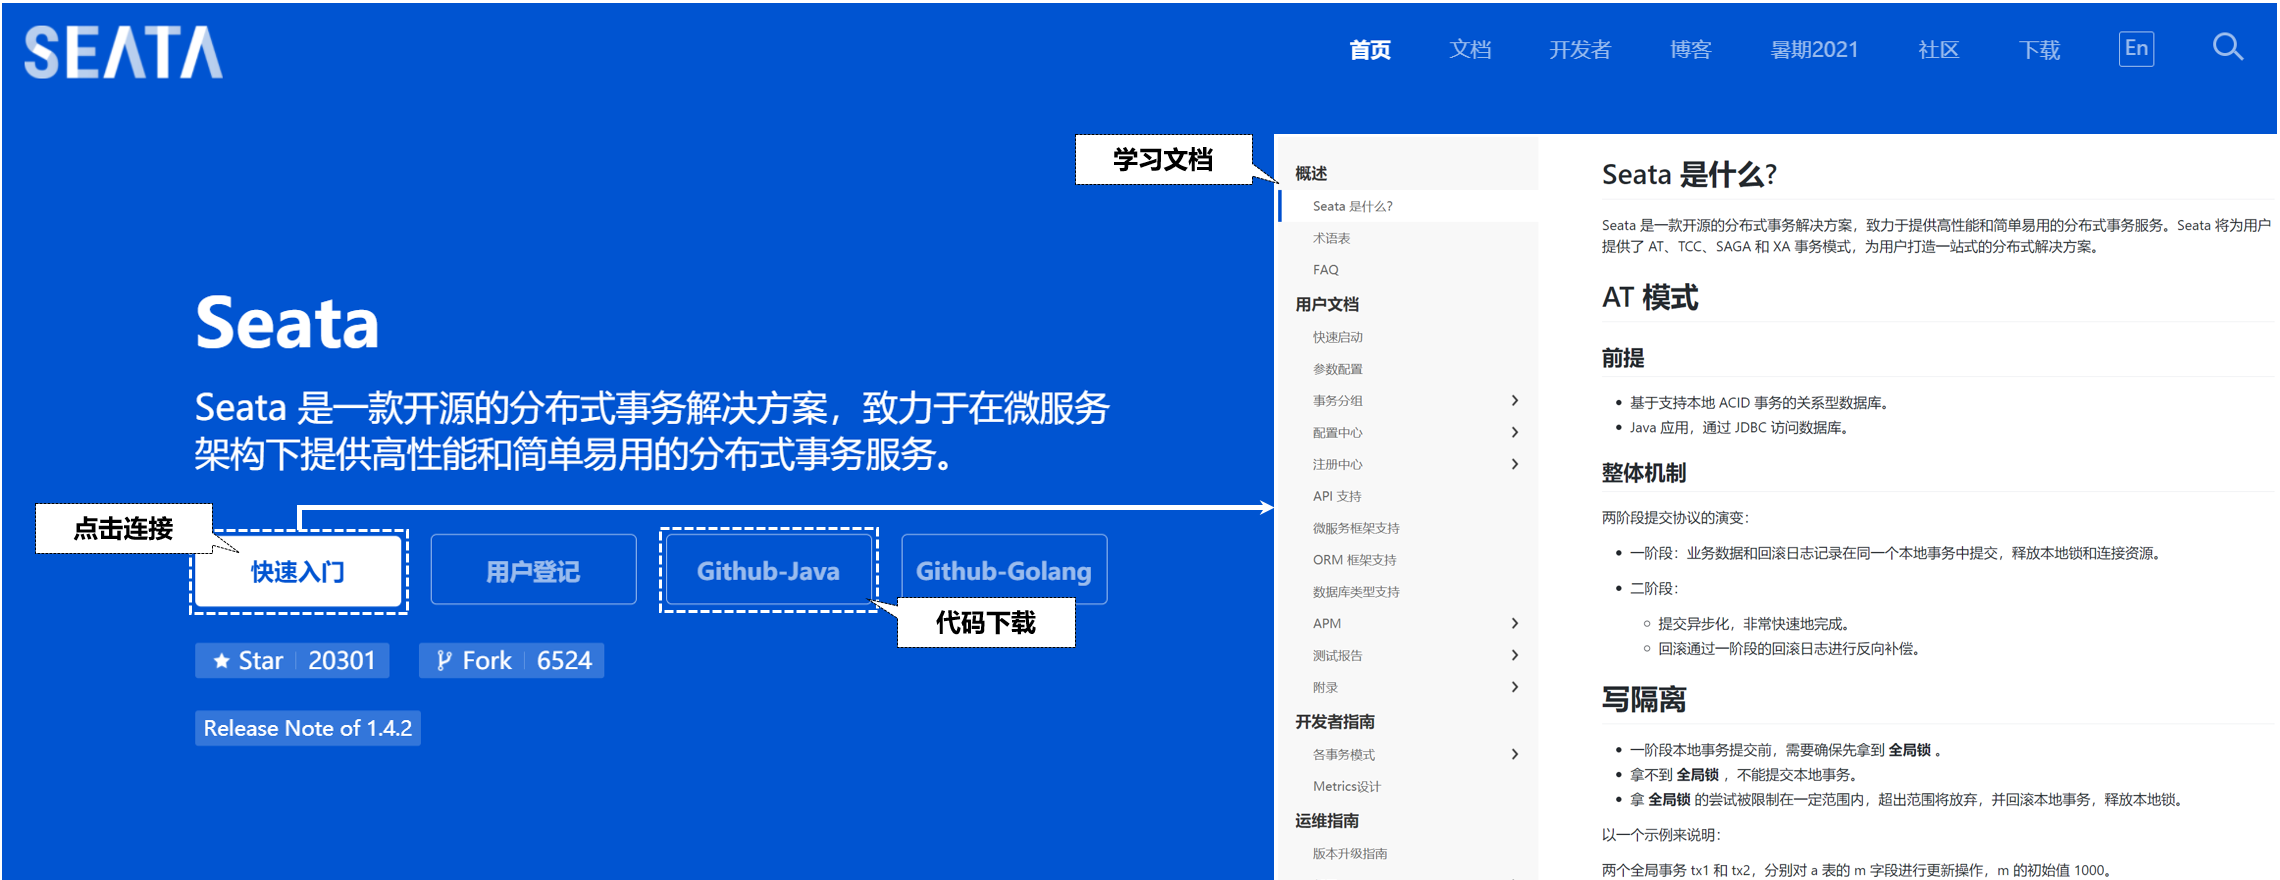 SEATA
首页
文档
开发者
博客
暑期2021
社区
下载
En
Seata
Seata 是一款开源的分布式事务解决方案，致力于在微服务
架构下提供高性能和简单易用的分布式事务服务。
点击连接
快速入门
用户登记
Github-Java
Github-Golang
代码下载
Star 20301
Fork 6524
Release Note of 1.4.2
学习文档
概述
Seata 是什么?
术语表
FAQ
用户文档
快速启动
参数配置
事务分组
配置中心
注册中心
API 支持
微服务框架支持
ORM 框架支持
数据库类型支持
APM
测试报告
附录
开发者指南
各事务模式
Metrics设计
运维指南
版本升级指南
Seata 是什么?
Seata 是一款开源的分布式事务解决方案，致力于提供高性能和简单易用的分布式事务服务。Seata 将为用户
提供了 AT、TCC、SAGA 和 XA 事务模式，为用户打造一站式的分布式解决方案。
AT 模式
前提
• 基于支持本地 ACID 事务的关系型数据库。
• Java 应用，通过 JDBC 访问数据库。
整体机制
两阶段提交协议的演变：
• 一阶段：业务数据和回滚日志记录在同一个本地事务中提交，释放本地锁和连接资源。
• 二阶段：
◦ 提交异步化，非常快速地完成。
◦ 回滚通过一阶段的回滚日志进行反向补偿。
写隔离
• 一阶段本地事务提交前，需要确保先拿到 全局锁 。
• 拿不到 全局锁 ，不能提交本地事务。
• 拿 全局锁 的尝试被限制在一定范围内，超出范围将放弃，并回滚本地事务，释放本地锁。
以一个示例来说明：
两个全局事务 tx1 和 tx2，分别对 a 表的 m 字段进行更新操作，m 的初始值 1000。